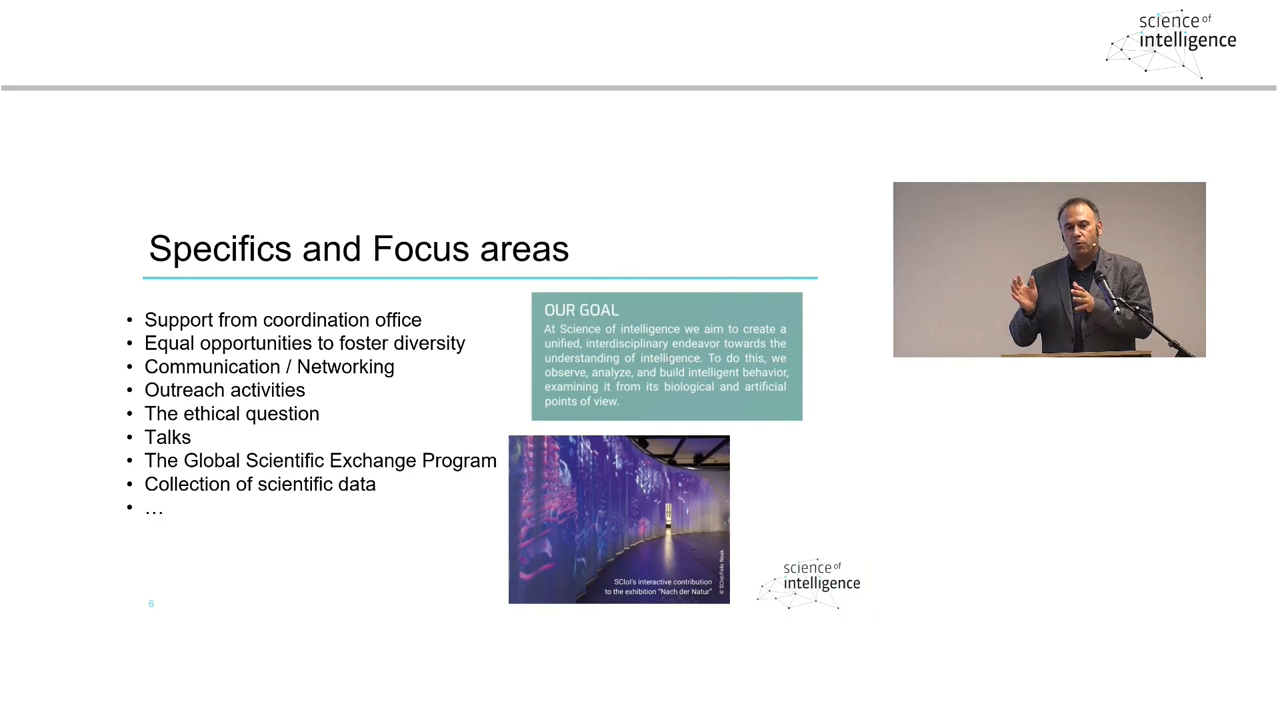 science of
intelligence
Specifics and Focus areas
• Support from coordination office
• Equal opportunities to foster diversity
• Communication / Networking
• Outreach activities
• The ethical question
• Talks
• The Global Scientific Exchange Program
• Collection of scientific data
• …
OUR GOAL
At Science of intelligence we aim to create a
unified, interdisciplinary endeavor towards the
understanding of intelligence. To do this, we
observe, analyze, and build intelligent behavior,
examining it from its biological and artificial
points of view.
SCIoI's interactive contribution
to the exhibition "Nach der Natur"
© SCIoI/Felix Noak
science of
intelligence
6